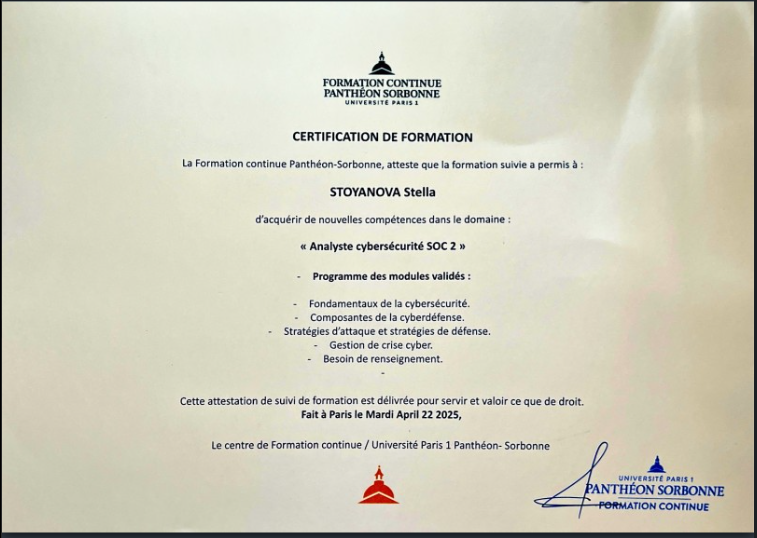 FORMATION CONTINUE
PANTHÉON SORBONNE
UNIVERSITÉ PARIS 1
CERTIFICATION DE FORMATION
La Formation continue Panthéon-Sorbonne, atteste que la formation suivie a permis à :
STOYANOVA Stella
d'acquérir de nouvelles compétences dans le domaine :
« Analyste cybersécurité SOC 2 »
- Programme des modules validés :
- Fondamentaux de la cybersécurité.
- Composantes de la cyberdéfense.
- Stratégies d'attaque et stratégies de défense.
- Gestion de crise cyber.
- Besoin de renseignement.
-
Cette attestation de suivi de formation est délivrée pour servir et valoir ce que de droit.
Fait à Paris le Mardi April 22 2025,
Le centre de Formation continue / Université Paris 1 Panthéon- Sorbonne
UNIVERSITÉ PARIS 1
PANTHÉON SORBONNE
FORMATION CONTINUE